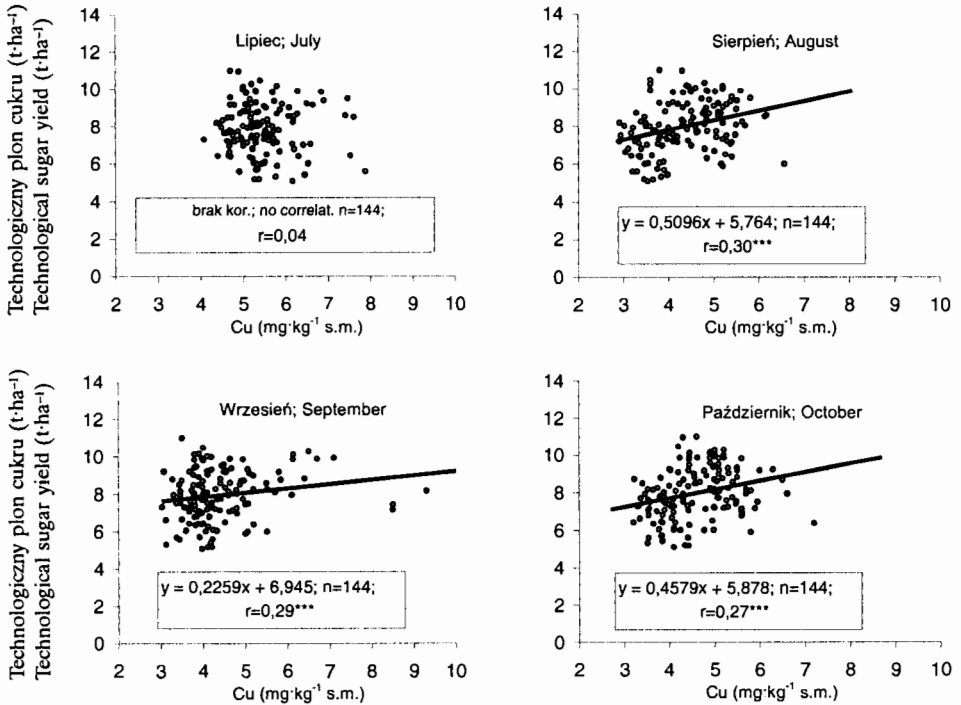 Technologiczny plon cukru (t·ha⁻¹)
Technological sugar yield (t·ha⁻¹)
14
12
10
8
6
4
2
0
Lipiec; July
brak kor.; no correlat. n=144;
r=0,04
2 3 4 5 6 7 8 9 10
Cu (mg·kg⁻¹ s.m.)
14
12
10
8
6
4
2
0
Sierpień; August
y = 0,5096x + 5,764; n=144;
r=0,30***
2 3 4 5 6 7 8 9 10
Cu (mg·kg⁻¹ s.m.)
Technologiczny plon cukru (t·ha⁻¹)
Technological sugar yield (t·ha⁻¹)
14
12
10
8
6
4
2
0
Wrzesień; September
y = 0,2259x + 6,945; n=144;
r=0,29***
2 3 4 5 6 7 8 9 10
Cu (mg·kg⁻¹ s.m.)
14
12
10
8
6
4
2
0
Październik; October
y = 0,4579x + 5,878; n=144;
r=0,27***
2 3 4 5 6 7 8 9 10
Cu (mg·kg⁻¹ s.m.)